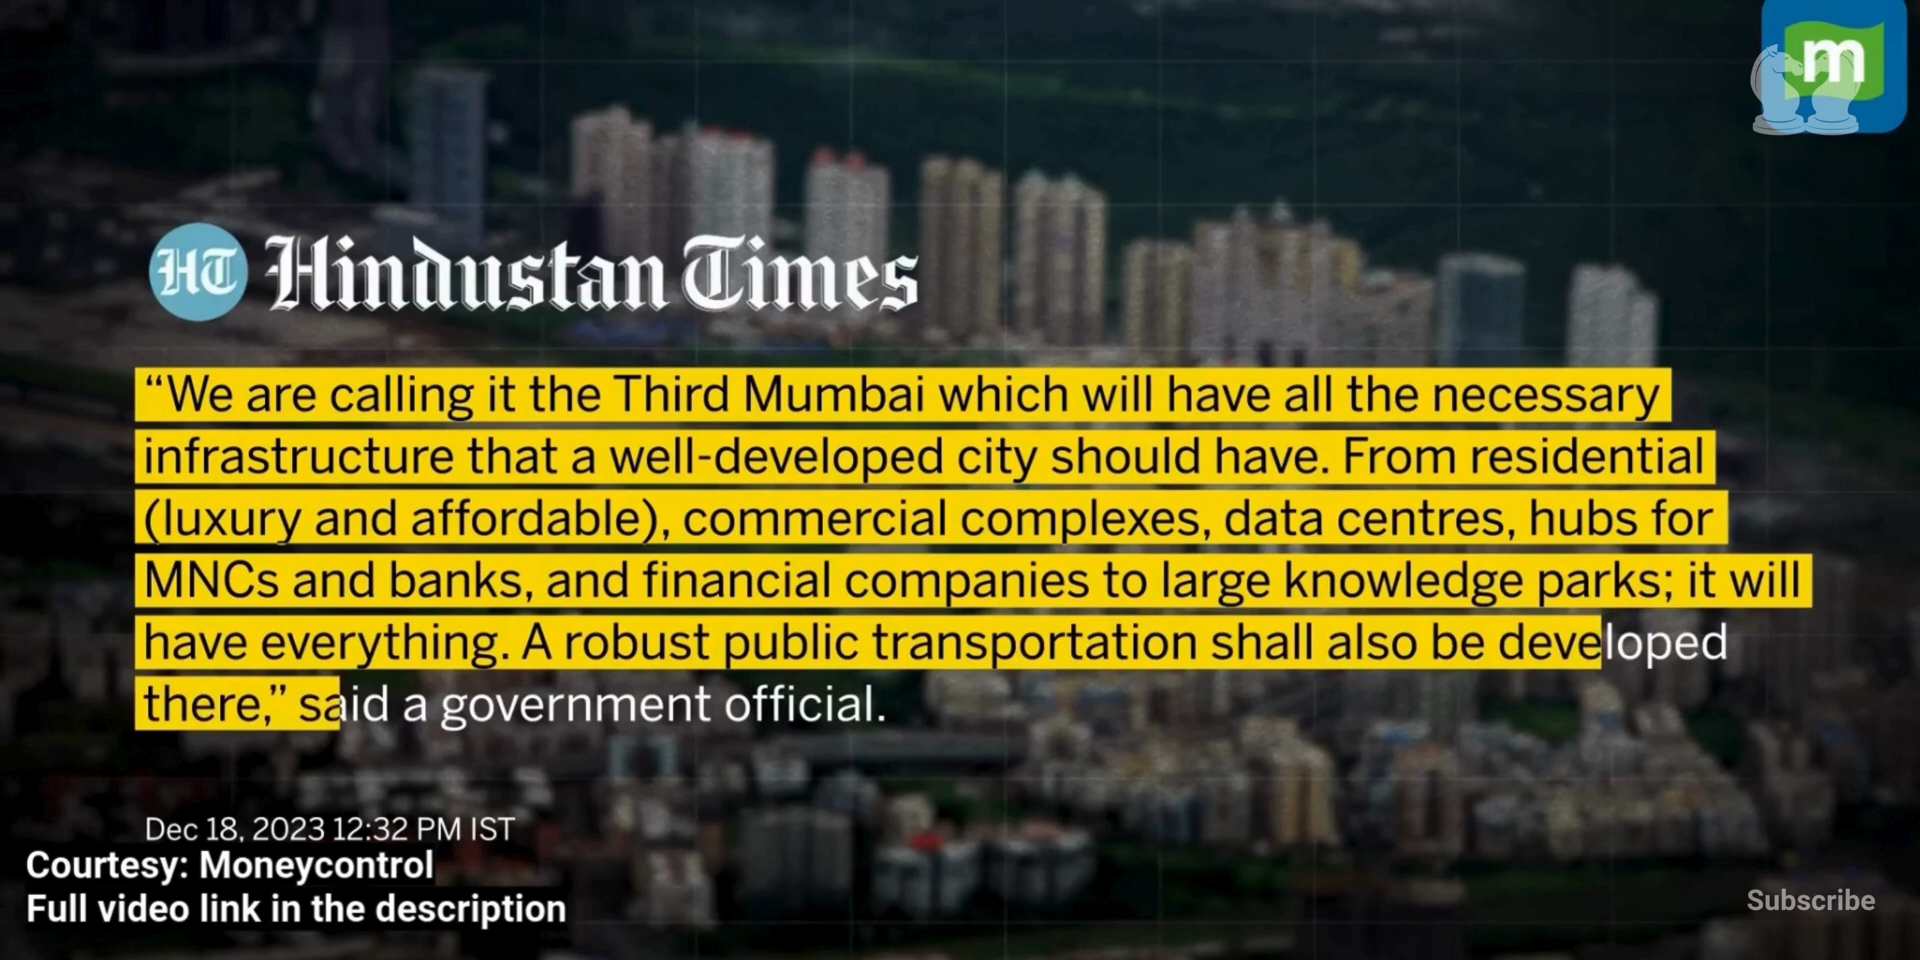 m
HT Hindustan Times
“We are calling it the Third Mumbai which will have all the necessary
infrastructure that a well-developed city should have. From residential
(luxury and affordable), commercial complexes, data centres, hubs for
MNCs and banks, and financial companies to large knowledge parks; it will
have everything. A robust public transportation shall also be developed
there,” said a government official.
Dec 18, 2023 12:32 PM IST
Courtesy: Moneycontrol
Full video link in the description
Subscribe